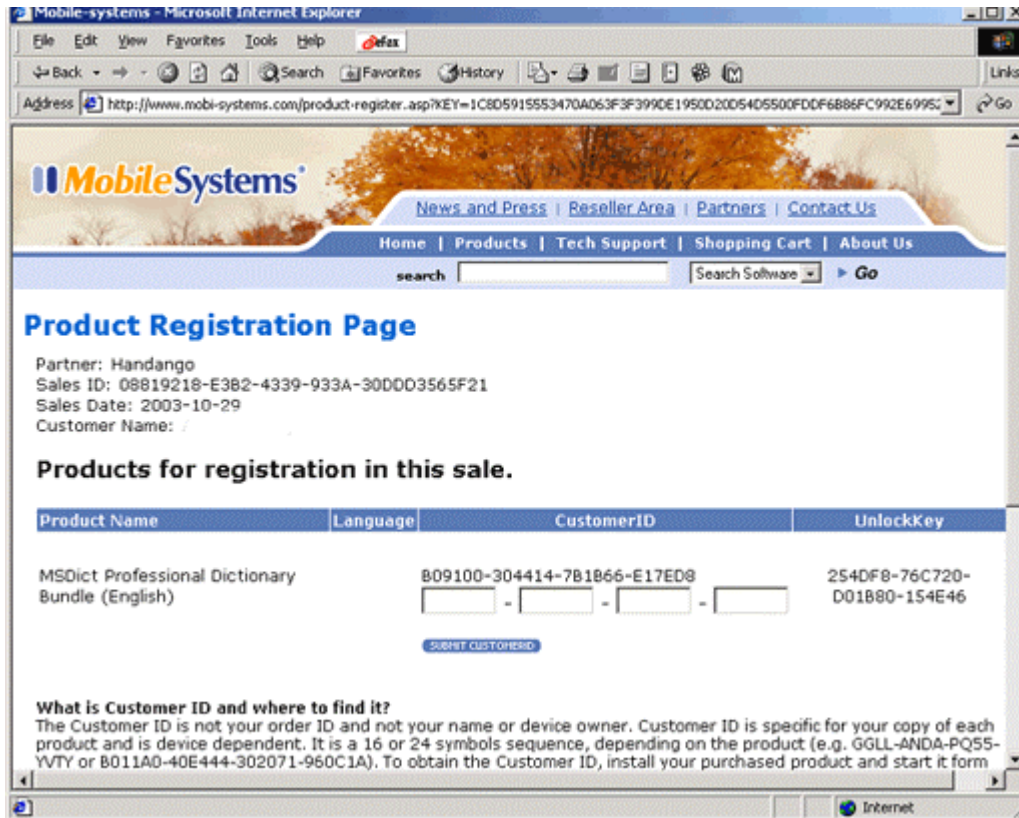 Mobile-systems - Microsoft Internet Explorer
File Edit View Favorites Tools Help eFax
Back Search Favorites History Links
Address http://www.mobi-systems.com/product-register.asp?KEY=1C8D5915553470A063F3F399DE1950D20D54D5500FDDF6B86FC992E69952 Go
MobileSystems
News and Press | Reseller Area | Partners | Contact Us
Home | Products | Tech Support | Shopping Cart | About Us
search Search Software Go
Product Registration Page
Partner: Handango
Sales ID: 08819218-E3B2-4339-933A-30DDD3565F21
Sales Date: 2003-10-29
Customer Name:
Products for registration in this sale.
Product Name Language CustomerID UnlockKey
MSDict Professional Dictionary B09100-304414-7B1B66-E17ED8 254DF8-76C720-
Bundle (English) - - - D01B80-154E46
SUBMIT CUSTOMERID
What is Customer ID and where to find it?
The Customer ID is not your order ID and not your name or device owner. Customer ID is specific for your copy of each
product and is device dependent. It is a 16 or 24 symbols sequence, depending on the product (e.g. GGLL-ANDA-PQ55-
YVTY or B011A0-40E444-302071-960C1A). To obtain the Customer ID, install your purchased product and start it form
Internet